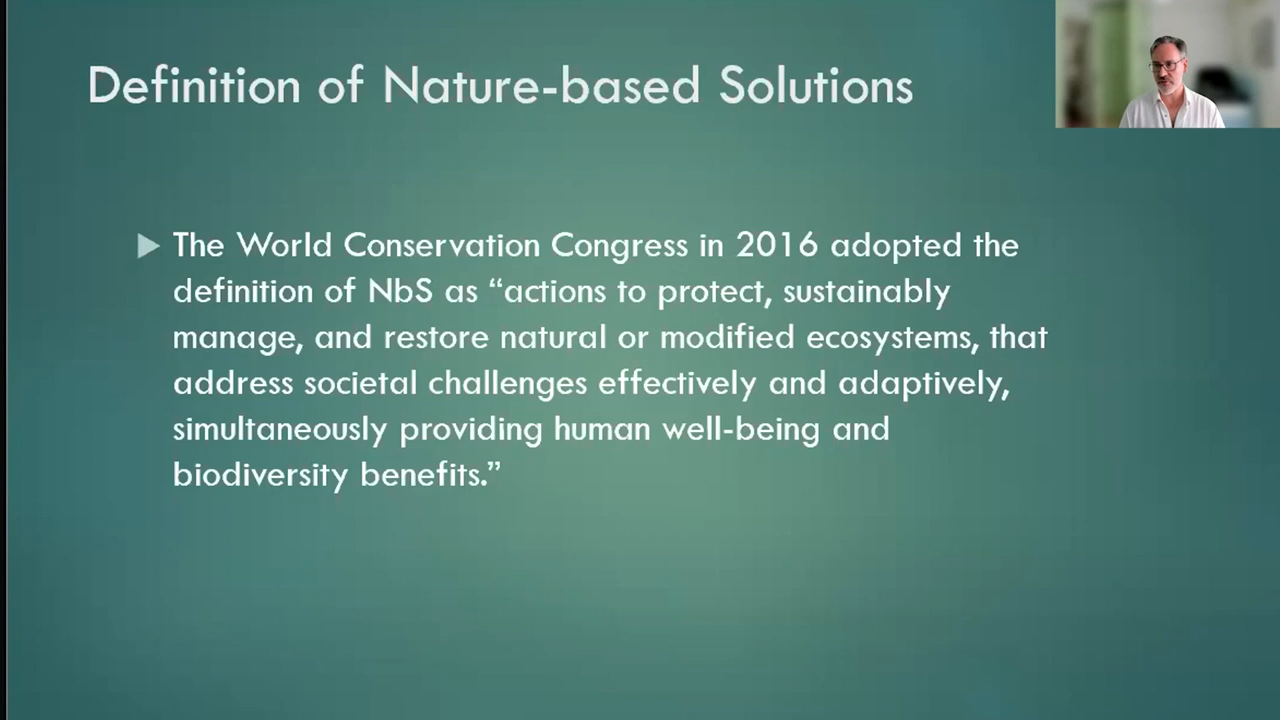 Definition of Nature-based Solutions
The World Conservation Congress in 2016 adopted the
definition of NbS as “actions to protect, sustainably
manage, and restore natural or modified ecosystems, that
address societal challenges effectively and adaptively,
simultaneously providing human well-being and
biodiversity benefits.”